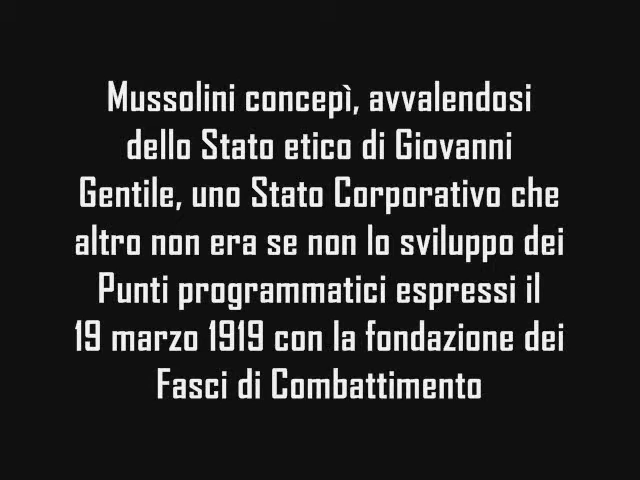 Mussolini concepì, avvalendosi
dello Stato etico di Giovanni
Gentile, uno Stato Corporativo che
altro non era se non lo sviluppo dei
Punti programmatici espressi il
19 marzo 1919 con la fondazione dei
Fasci di Combattimento